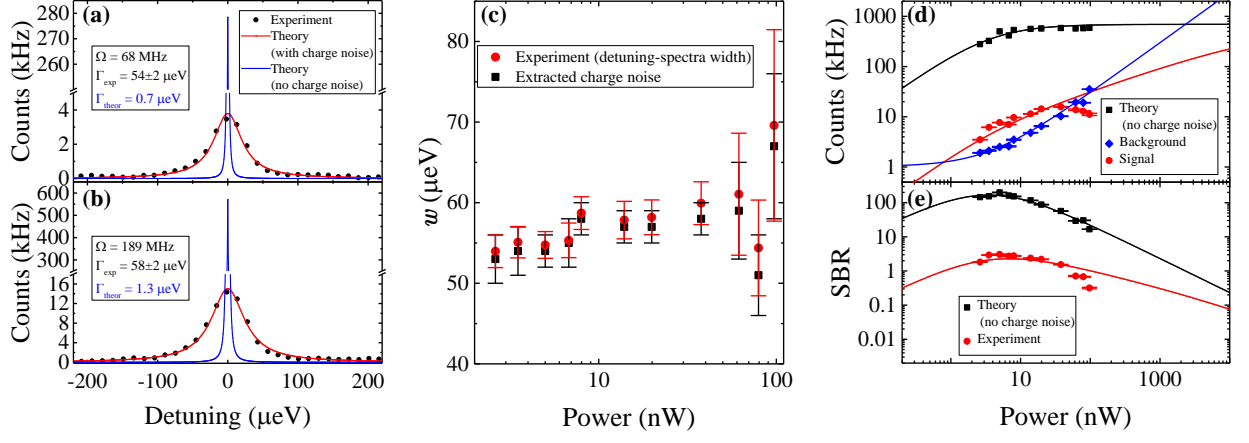 (a)
280
270
260
250
4
2
0
Counts (kHz)
Ω = 68 MHz
Γexp = 54±2 μeV
Γtheor = 0.7 μeV
Experiment
Theory
(with charge noise)
Theory
(no charge noise)
(b)
600
500
400
300
16
12
8
4
0
Counts (kHz)
Ω = 189 MHz
Γexp = 58±2 μeV
Γtheor = 1.3 μeV
-200 -100 0 100 200
Detuning (μeV)
(c)
80
70
60
50
40
w (μeV)
Experiment (detuning-spectra width)
Extracted charge noise
10 100
Power (nW)
(d)
1000
100
10
1
Counts (kHz)
Theory
(no charge noise)
Background
Signal
(e)
100
10
1
0.1
0.01
SBR
Theory
(no charge noise)
Experiment
10 1000
Power (nW)